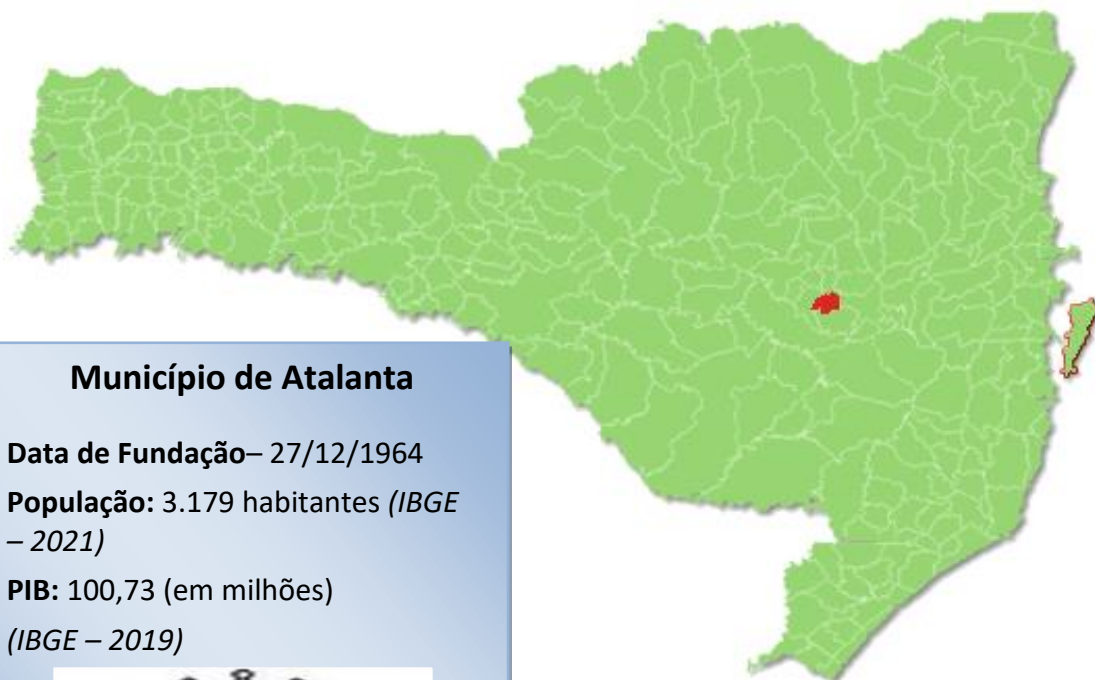 Município de Atalanta
Data de Fundação– 27/12/1964
População: 3.179 habitantes (IBGE
– 2021)
PIB: 100,73 (em milhões)
(IBGE – 2019)